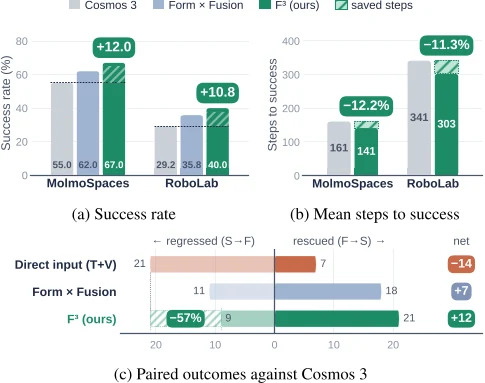 Cosmos 3 Form × Fusion F³ (ours) saved steps
Success rate (%)
80
60
40
20
0
+12.0
+10.8
55.0 62.0 67.0 29.2 35.8 40.0
MolmoSpaces RoboLab
(a) Success rate
Steps to success
400
300
200
100
0
−11.3%
−12.2%
161 141 341 303
MolmoSpaces RoboLab
(b) Mean steps to success
← regressed (S→F) rescued (F→S) → net
Direct input (T+V) 21 7 −14
Form × Fusion 11 18 +7
F³ (ours) −57% 9 21 +12
20 10 0 10 20
(c) Paired outcomes against Cosmos 3